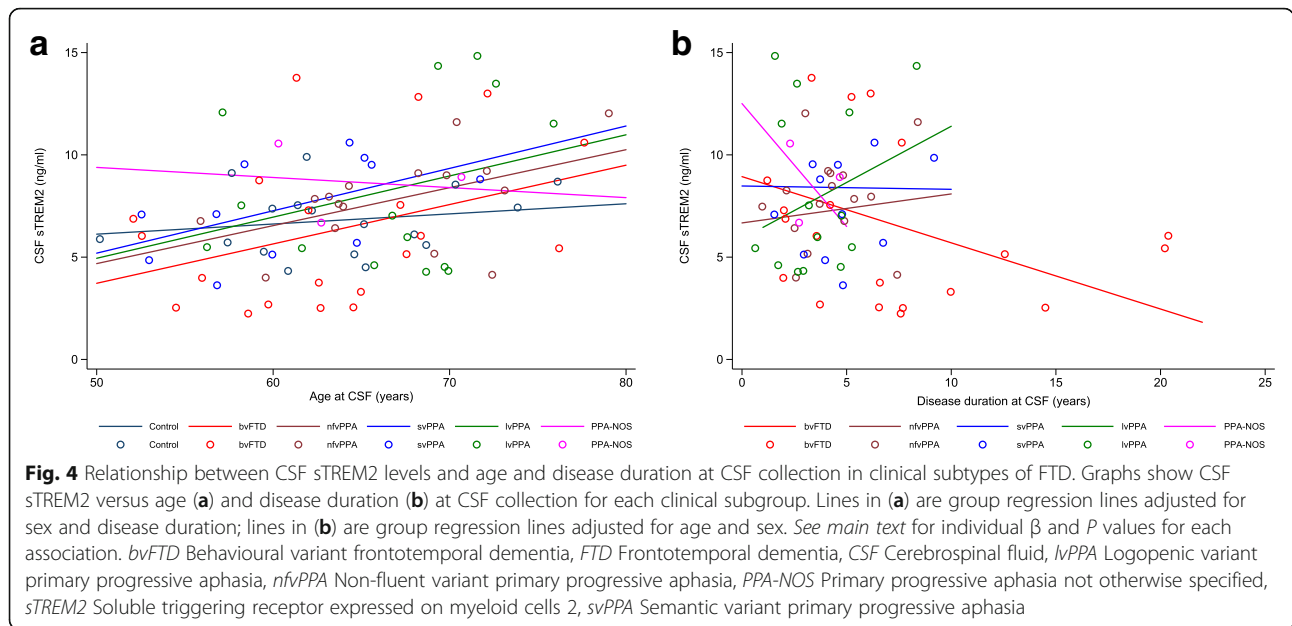 a
b
15
10
5
0
CSF sTREM2 (ng/ml)
50 60 70 80
Age at CSF (years)
Control bvFTD nfvPPA svPPA lvPPA PPA-NOS
Control bvFTD nfvPPA svPPA lvPPA PPA-NOS
15
10
5
0
CSF sTREM2 (ng/ml)
0 5 10 15 20 25
Disease duration at CSF (years)
bvFTD nfvPPA svPPA lvPPA PPA-NOS
bvFTD nfvPPA svPPA lvPPA PPA-NOS
Fig. 4 Relationship between CSF sTREM2 levels and age and disease duration at CSF collection in clinical subtypes of FTD. Graphs show CSF
sTREM2 versus age (a) and disease duration (b) at CSF collection for each clinical subgroup. Lines in (a) are group regression lines adjusted for
sex and disease duration; lines in (b) are group regression lines adjusted for age and sex. See main text for individual β and P values for each
association. bvFTD Behavioural variant frontotemporal dementia, FTD Frontotemporal dementia, CSF Cerebrospinal fluid, lvPPA Logopenic variant
primary progressive aphasia, nfvPPA Non-fluent variant primary progressive aphasia, PPA-NOS Primary progressive aphasia not otherwise specified,
sTREM2 Soluble triggering receptor expressed on myeloid cells 2, svPPA Semantic variant primary progressive aphasia